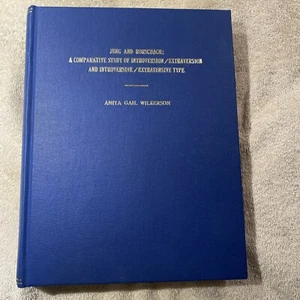 JUNG AND RORSCHACH:
A COMPARATIVE STUDY OF INTROVERSION/EXTRAVERSION
AND INTROVERSIVE/EXTRATENSIVE TYPE
ANITA GAIL WILKERSON